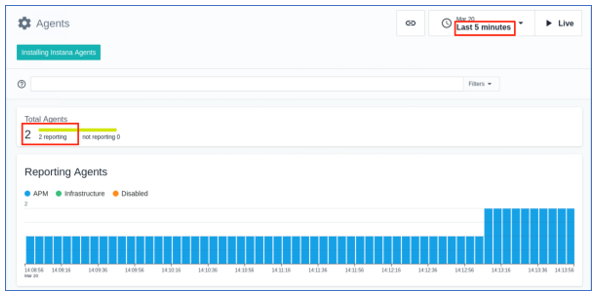 Agents
Mar 20
Last 5 minutes
Live
Installing Instana Agents
Filters
Total Agents
2
2 reporting
not reporting 0
Reporting Agents
APM
Infrastructure
Disabled
2
14:08:56 14:09:16 14:09:36 14:09:56 14:10:16 14:10:36 14:10:56 14:11:16 14:11:36 14:11:56 14:12:16 14:12:36 14:12:56 14:13:16 14:13:36 14:13:56
Mar 20